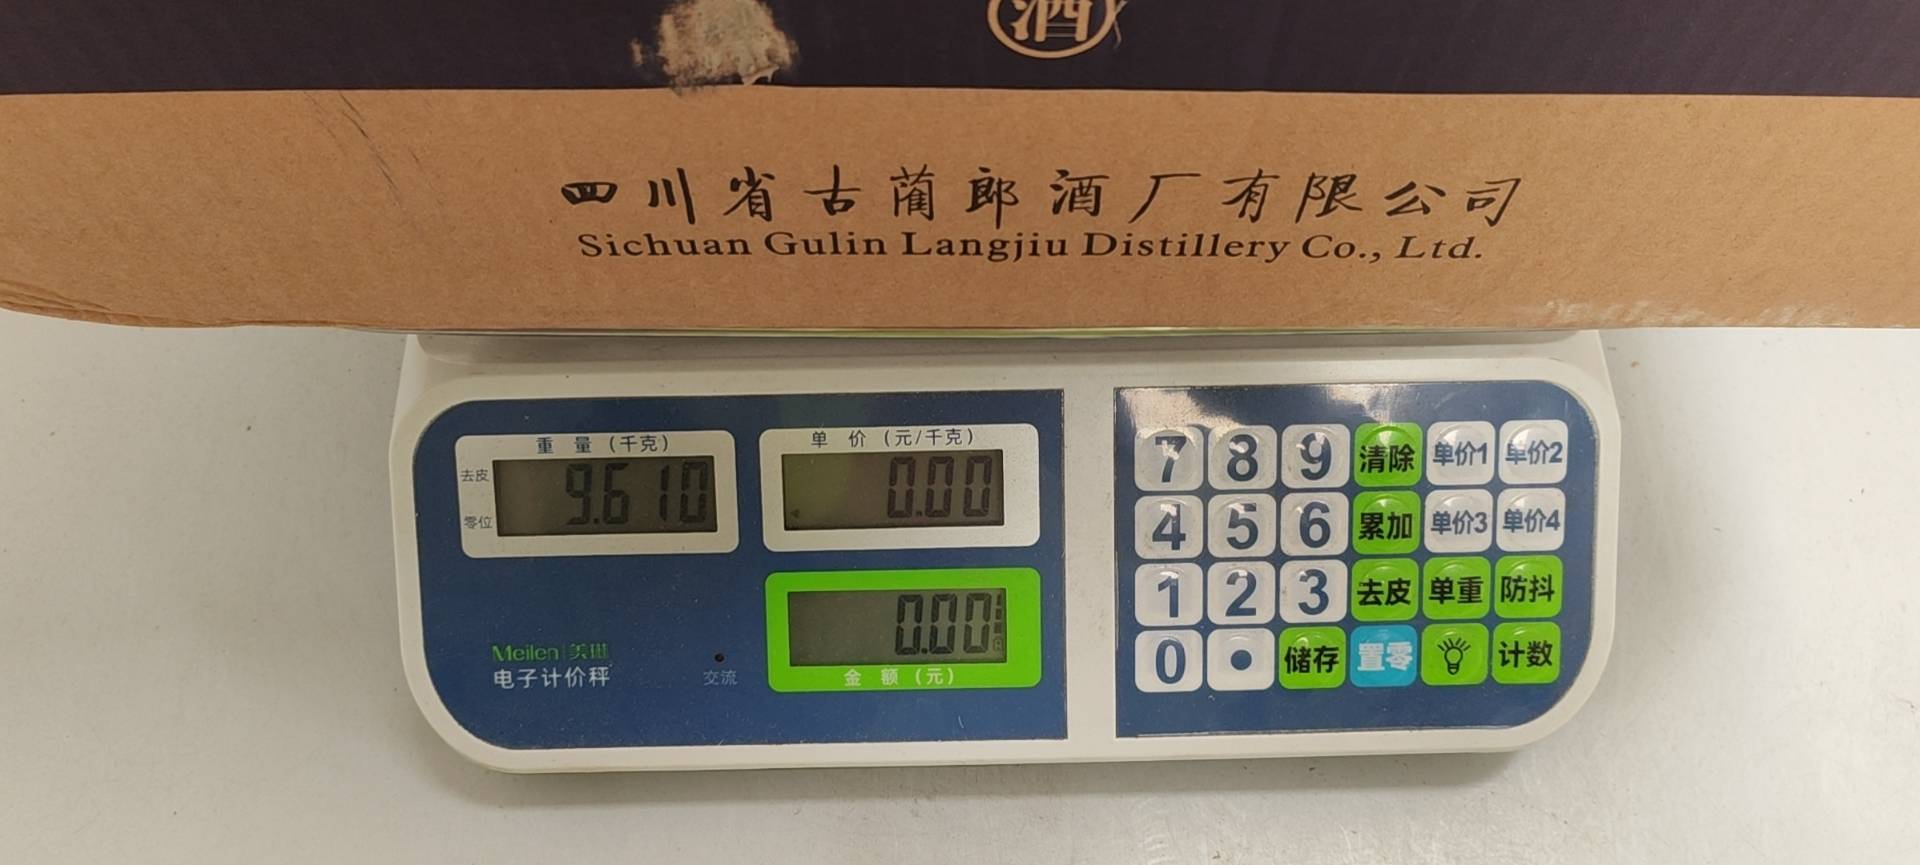 酒
四川省古蔺郎酒厂有限公司
Sichuan Gulin Langjiu Distillery Co., Ltd.
重量(千克)
去皮
零位
9.610
单价(元/千克)
0.00
0.00
金额(元)
Meilen 美琳
电子计价秤
交流
7 8 9 清除 单价1 单价2
4 5 6 累加 单价3 单价4
1 2 3 去皮 单重 防抖
0 • 储存 置零 计数